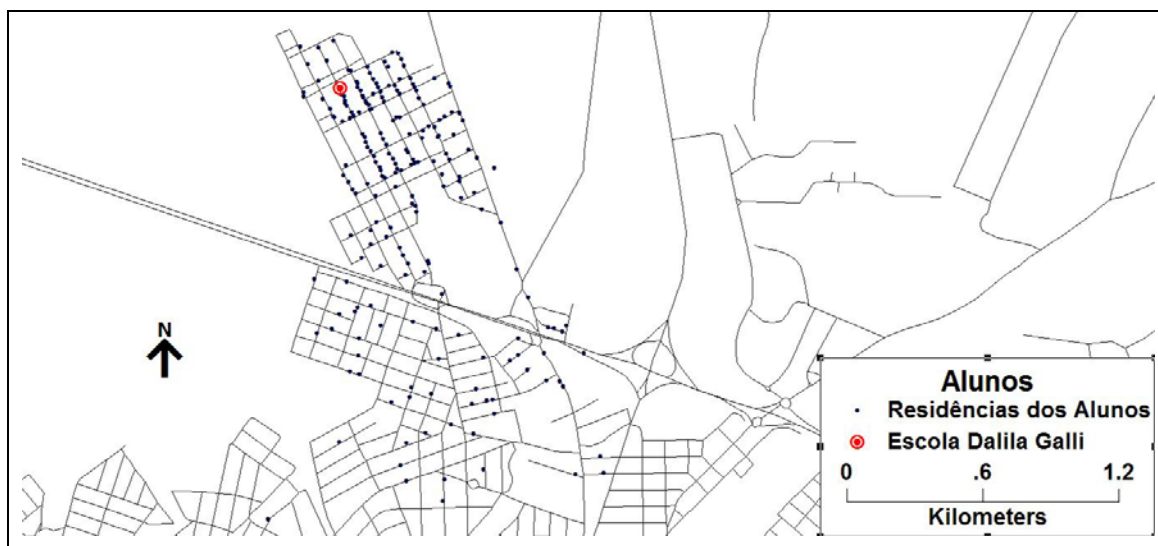 N
Alunos
Residências dos Alunos
Escola Dalila Galli
0 .6 1.2
Kilometers